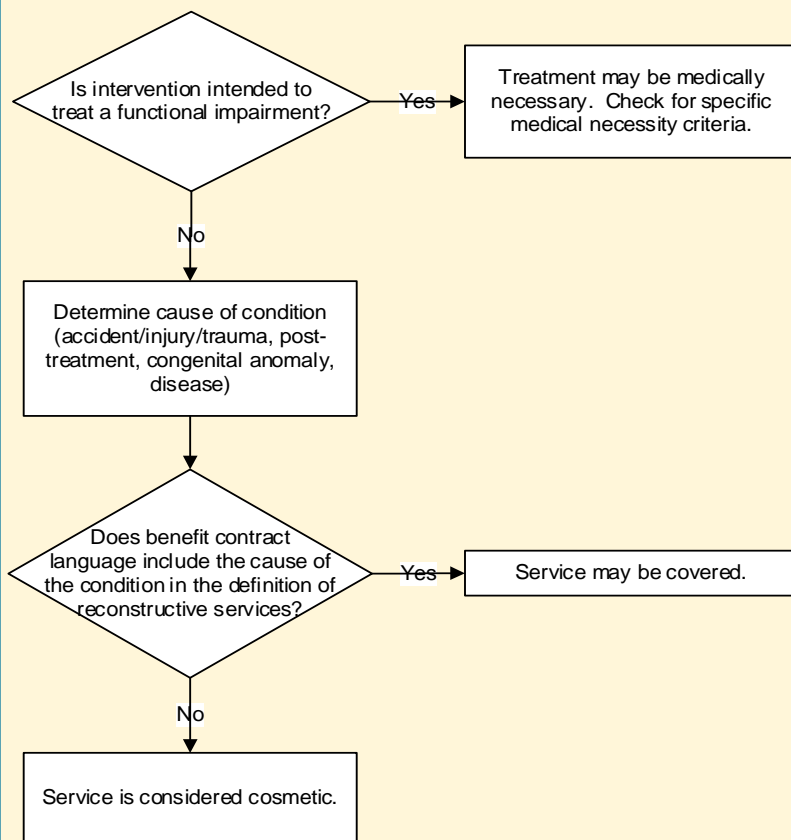 Is intervention intended to
treat a functional impairment?
Yes
Treatment may be medically
necessary.  Check for specific
medical necessity criteria.
No
Determine cause of condition
(accident/injury/trauma, post-
treatment, congenital anomaly,
disease)
Does benefit contract
language include the cause of
the condition in the definition of
reconstructive services?
Yes
Service may be covered.
No
Service is considered cosmetic.